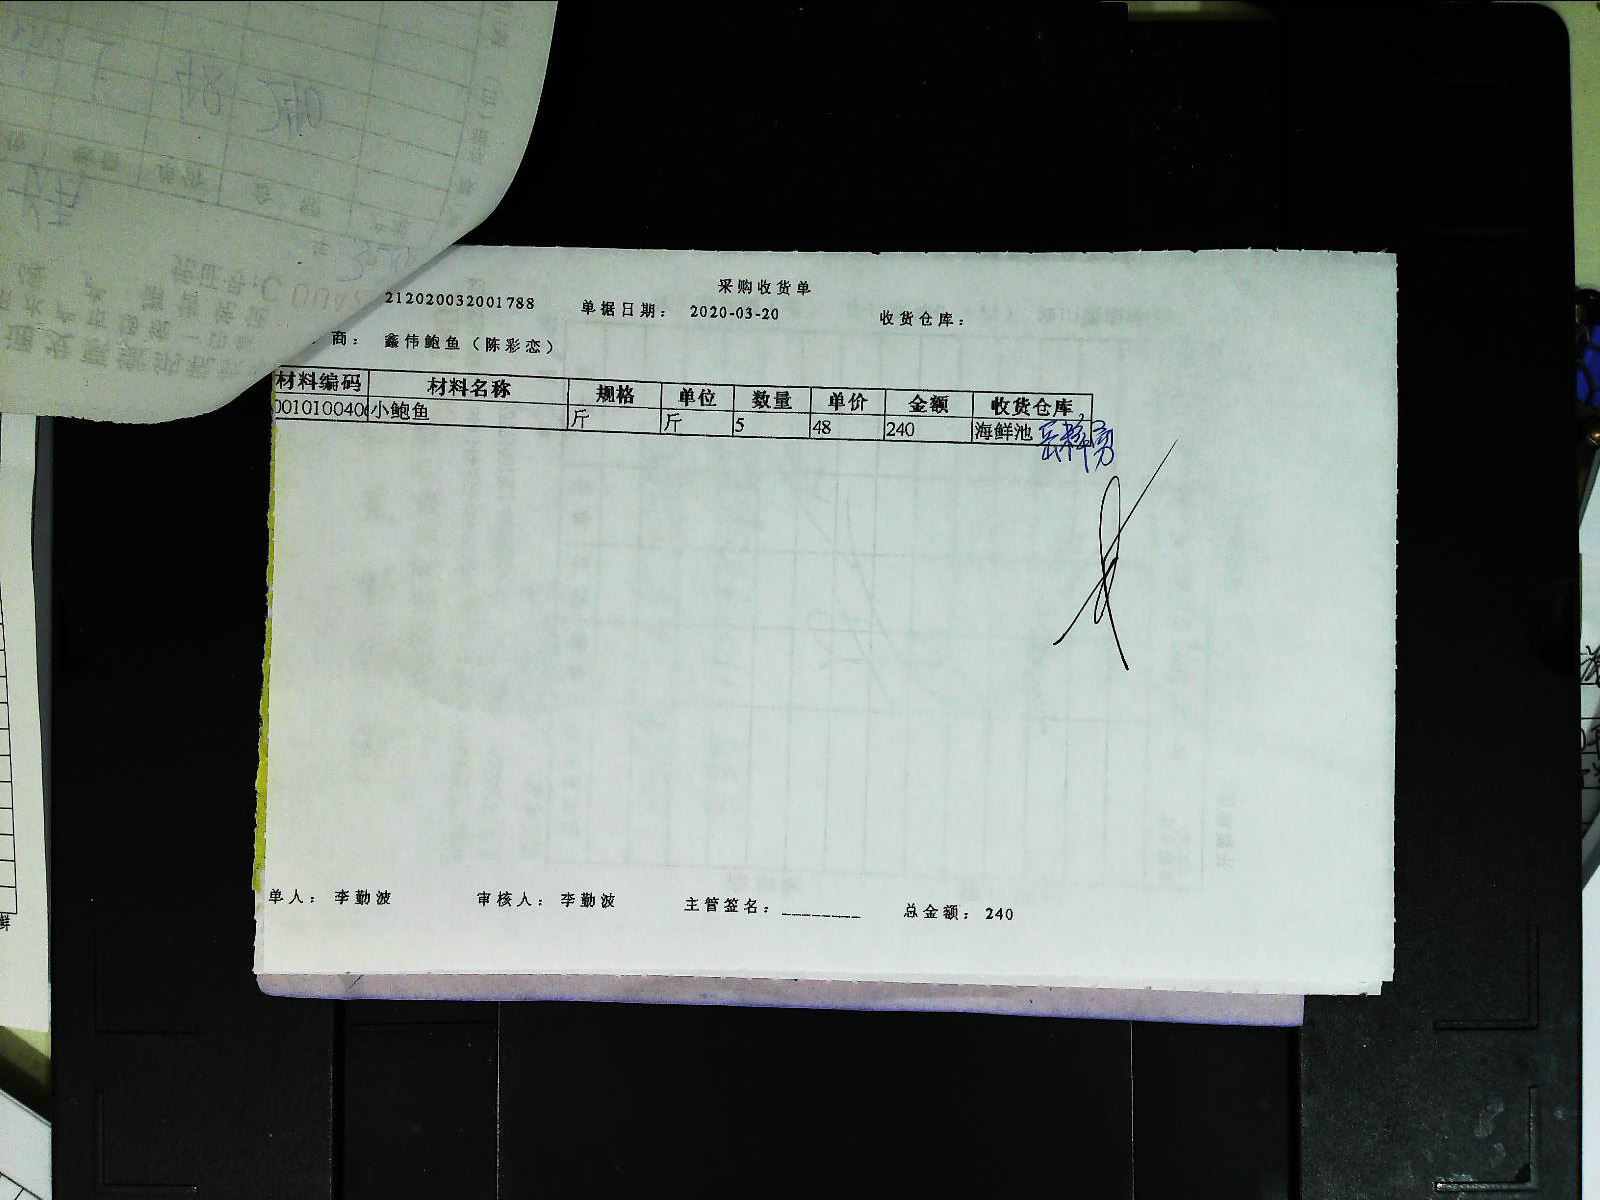 采购收货单
212020032001788 单据日期： 2020-03-20 收货仓库：
商： 鑫伟鲍鱼（陈彩恋）
材料编码 材料名称 规格 单位 数量 单价 金额 收货仓库
0010100400 小鲍鱼 斤 斤 5 48 240 海鲜池
单人： 李勤波 审核人： 李勤波 主管签名：________ 总金额： 240